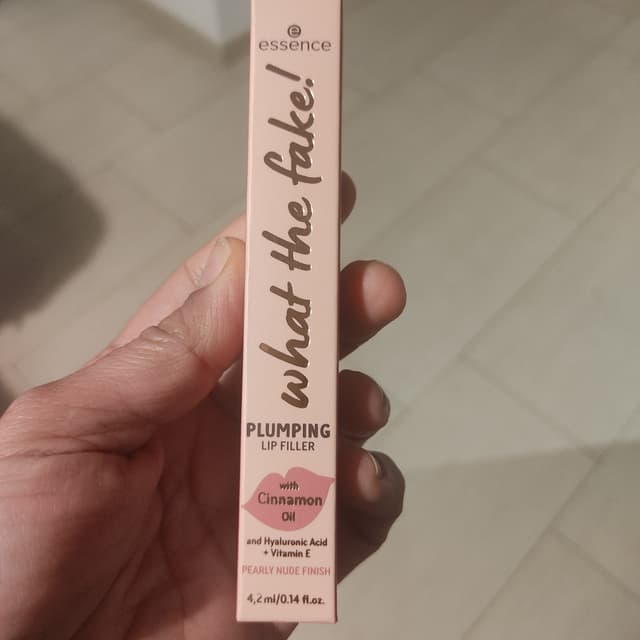 essence
what the fake!
PLUMPING
LIP FILLER
with
Cinnamon
Oil
and Hyaluronic Acid
+ Vitamin E
PEARLY NUDE FINISH
4,2 ml/0.14 fl.oz.